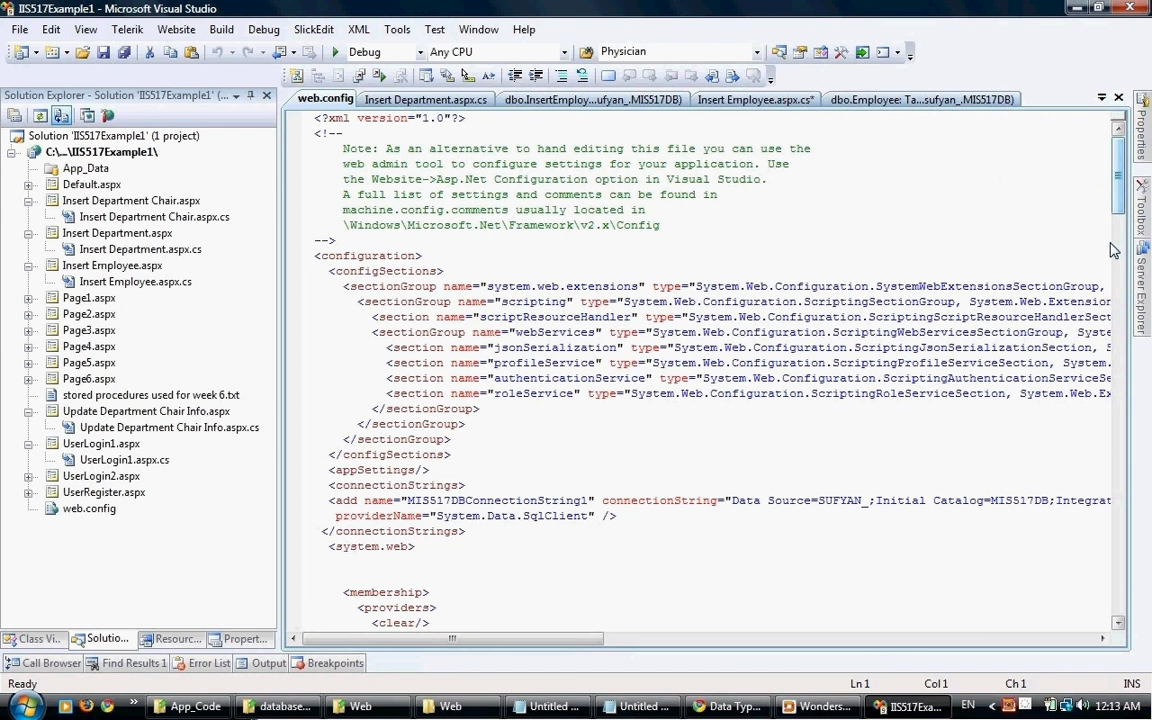 IIS517Example1 - Microsoft Visual Studio
File Edit View Telerik Website Build Debug SlickEdit XML Tools Test Window Help
Debug Any CPU Physician
Solution Explorer - Solution 'IIS517Example1' (...
web.config Insert Department.aspx.cs dbo.InsertEmploy...ufyan_.MIS517DB) Insert Employee.aspx.cs* dbo.Employee: Ta...sufyan_.MIS517DB)
Solution 'IIS517Example1' (1 project)
C:\...\IIS517Example1\
App_Data
Default.aspx
Insert Department Chair.aspx
Insert Department Chair.aspx.cs
Insert Department.aspx
Insert Department.aspx.cs
Insert Employee.aspx
Insert Employee.aspx.cs
Page1.aspx
Page2.aspx
Page3.aspx
Page4.aspx
Page5.aspx
Page6.aspx
stored procedures used for week 6.txt
Update Department Chair Info.aspx
Update Department Chair Info.aspx.cs
UserLogin1.aspx
UserLogin1.aspx.cs
UserLogin2.aspx
UserRegister.aspx
web.config
<?xml version="1.0"?>
<!--
Note: As an alternative to hand editing this file you can use the
web admin tool to configure settings for your application. Use
the Website->Asp.Net Configuration option in Visual Studio.
A full list of settings and comments can be found in
machine.config.comments usually located in
\Windows\Microsoft.Net\Framework\v2.x\Config
-->
<configuration>
<configSections>
<sectionGroup name="system.web.extensions" type="System.Web.Configuration.SystemWebExtensionsSectionGroup,
<sectionGroup name="scripting" type="System.Web.Configuration.ScriptingSectionGroup, System.Web.Extension
<section name="scriptResourceHandler" type="System.Web.Configuration.ScriptingScriptResourceHandlerSect
<sectionGroup name="webServices" type="System.Web.Configuration.ScriptingWebServicesSectionGroup, Syste
<section name="jsonSerialization" type="System.Web.Configuration.ScriptingJsonSerializationSection, S
<section name="profileService" type="System.Web.Configuration.ScriptingProfileServiceSection, System.
<section name="authenticationService" type="System.Web.Configuration.ScriptingAuthenticationServiceSe
<section name="roleService" type="System.Web.Configuration.ScriptingRoleServiceSection, System.Web.Ex
</sectionGroup>
</sectionGroup>
</sectionGroup>
</configSections>
<appSettings/>
<connectionStrings>
<add name="MIS517DBConnectionString1" connectionString="Data Source=SUFYAN_;Initial Catalog=MIS517DB;Integrat
providerName="System.Data.SqlClient" />
</connectionStrings>
<system.web>
<membership>
<providers>
<clear/>
Properties
Toolbox
Server Explorer
Class Vi... Solutio... Resourc... Propert...
Call Browser Find Results 1 Error List Output Breakpoints
Ready Ln 1 Col 1 Ch 1 INS
App_Code database... Web Web Untitled ... Untitled ... Data Typ... Wonders... IIS517Exa... EN 12:13 AM